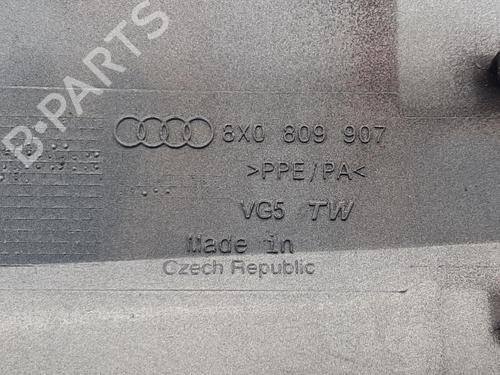 B-PARTS
8X0 809 907
>PPE/PA<
VG5 TW
Made in
Czech Republic